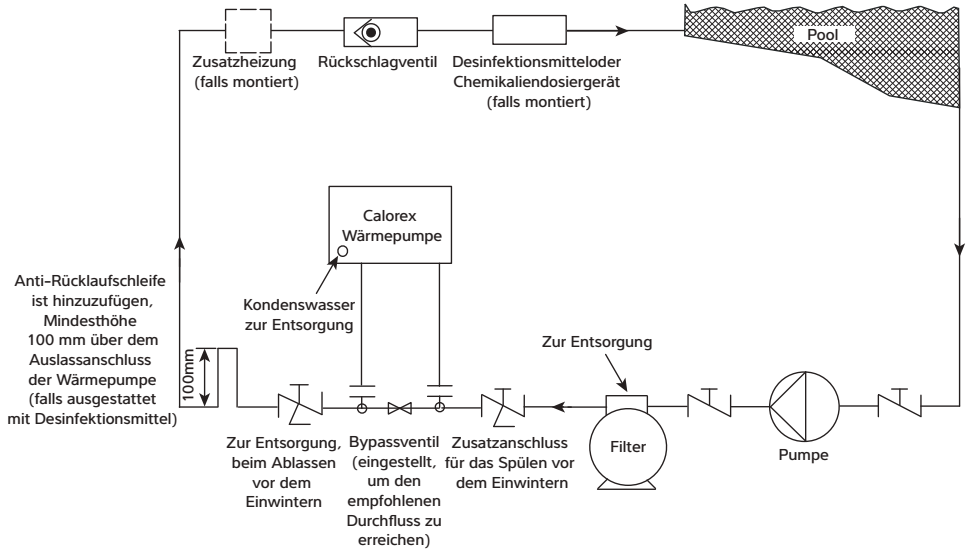 Pool
Zusatzheizung
(falls montiert)
Rückschlagventil
Desinfektionsmitteloder
Chemikaliendosiergerät
(falls montiert)
Calorex
Wärmepumpe
Kondenswasser
zur Entsorgung
Anti-Rücklaufschleife
ist hinzuzufügen,
Mindesthöhe
100 mm über dem
Auslassanschluss
der Wärmepumpe
(falls ausgestattet
mit Desinfektionsmittel)
100mm
Zur Entsorgung,
beim Ablassen
vor dem
Einwintern
Bypassventil
(eingestellt,
um den
empfohlenen
Durchfluss zu
erreichen)
Zusatzanschluss
für das Spülen vor
dem Einwintern
Zur Entsorgung
Filter
Pumpe